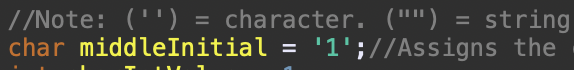 //Note: ('') = character. ("") = string
char middleInitial = '1';//Assigns the